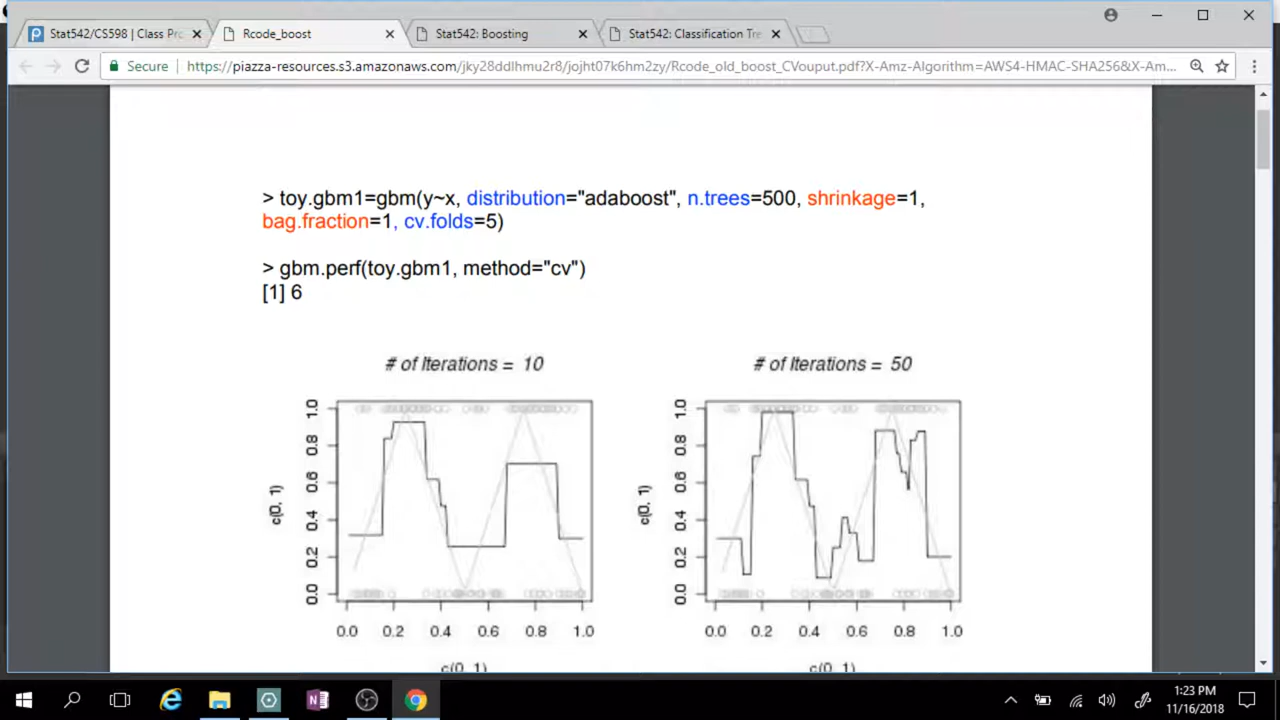 Stat542/CS598 | Class Pro
Rcode_boost
Stat542: Boosting
Stat542: Classification Tre
Secure
https://piazza-resources.s3.amazonaws.com/jky28ddlhmu2r8/jojht07k6hm2zy/Rcode_old_boost_CVouput.pdf?X-Amz-Algorithm=AWS4-HMAC-SHA256&X-Am...
> toy.gbm1=gbm(y~x, distribution="adaboost", n.trees=500, shrinkage=1,
bag.fraction=1, cv.folds=5)
> gbm.perf(toy.gbm1, method="cv")
[1] 6
# of Iterations = 10
1.0
0.8
0.6
0.4
0.2
0.0
c(0, 1)
0.0 0.2 0.4 0.6 0.8 1.0
c(0, 1)
# of Iterations = 50
1.0
0.8
0.6
0.4
0.2
0.0
c(0, 1)
0.0 0.2 0.4 0.6 0.8 1.0
c(0, 1)
1:23 PM
11/16/2018